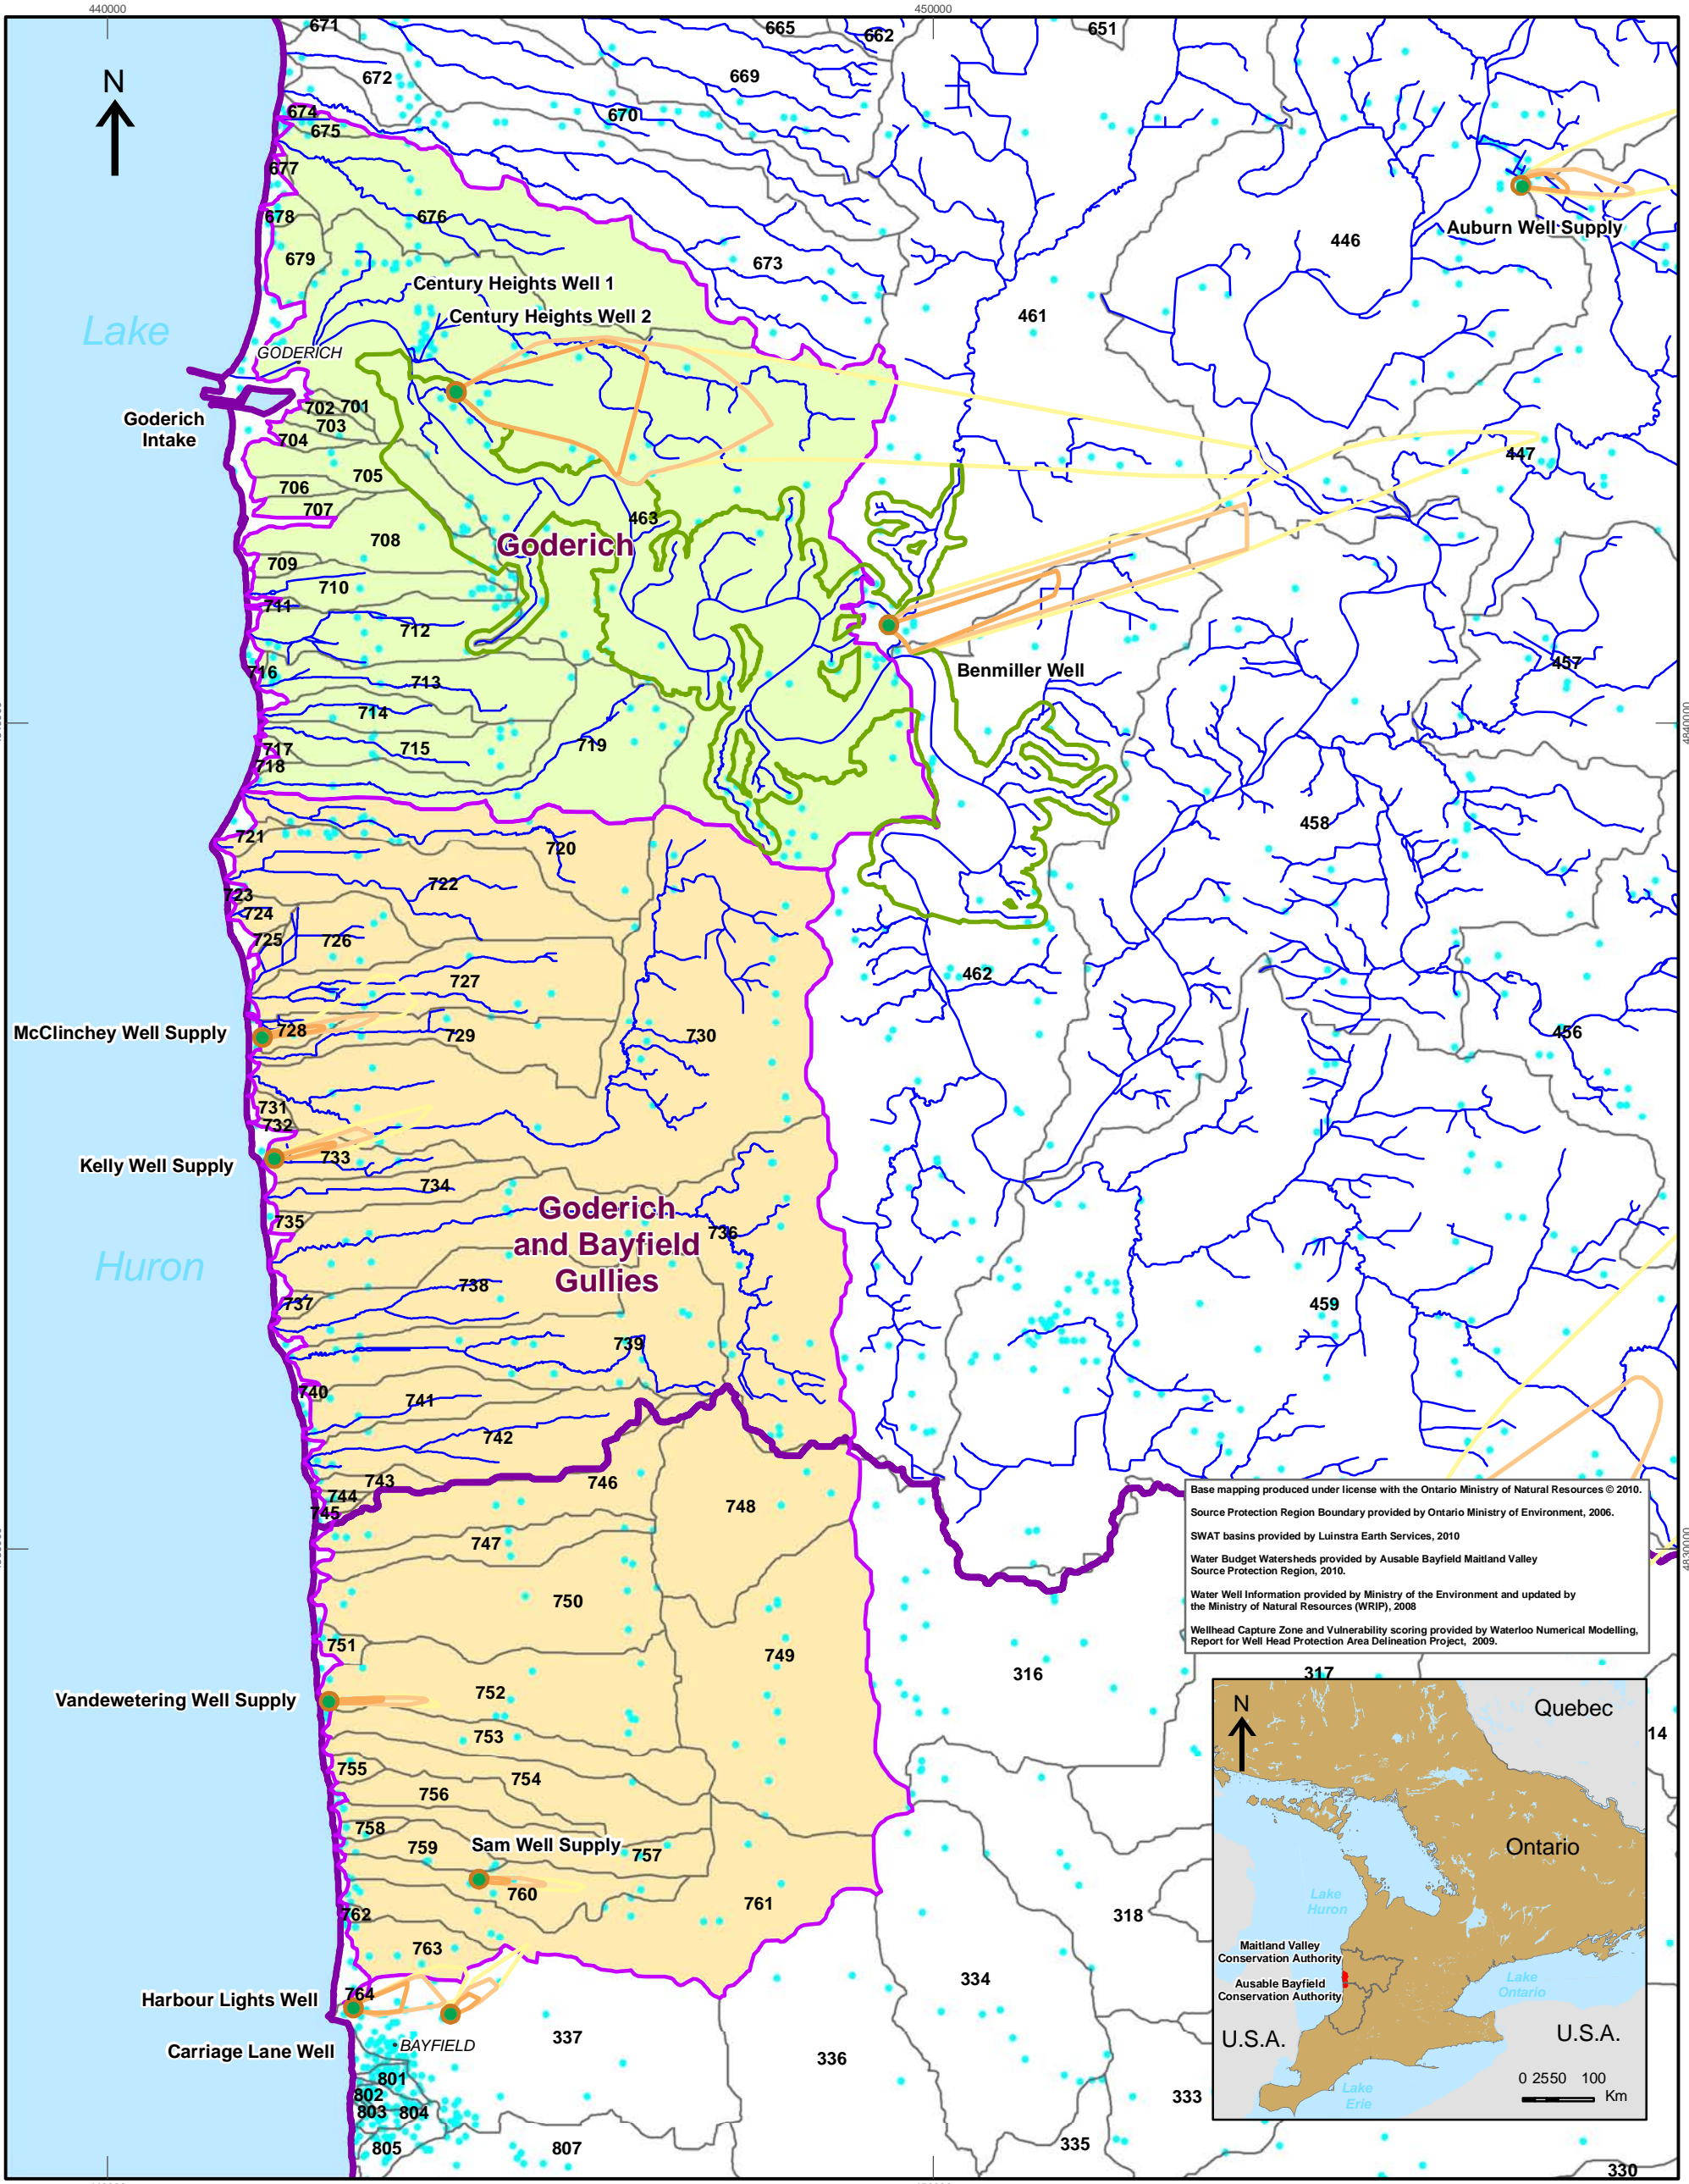 440000
450000
671
665
662
651
N
672
669
674
670
675
677
678
676
Auburn Well Supply
446
679
673
Century Heights Well 1
Century Heights Well 2
461
Lake
GODERICH
702
701
Goderich
Intake
703
704
447
705
706
707
463
708
Goderich
709
710
711
712
457
716
Benmiller Well
713
714
717
715
719
4840000
718
721
720
458
722
723
724
725
726
727
462
McClinchey Well Supply
728
729
730
456
731
732
Kelly Well Supply
733
734
Goderich
and Bayfield
Gullies
735
736
Huron
738
737
459
739
740
741
742
743
746
744
745
748
747
4830000
Base mapping produced under license with the Ontario Ministry of Natural Resources © 2010.
Source Protection Region Boundary provided by Ontario Ministry of Environment, 2006.
SWAT basins provided by Luinstra Earth Services, 2010
Water Budget Watersheds provided by Ausable Bayfield Maitland Valley
Source Protection Region, 2010.
Water Well Information provided by Ministry of the Environment and updated by
the Ministry of Natural Resources (WRIP), 2008
Wellhead Capture Zone and Vulnerability scoring provided by Waterloo Numerical Modelling,
Report for Well Head Protection Area Delineation Project, 2009.
750
751
749
316
317
Vandewetering Well Supply
752
753
14
755
754
756
758
759
Sam Well Supply
757
760
761
762
318
763
334
Harbour Lights Well
764
Carriage Lane Well
BAYFIELD
337
336
801
802
803
804
333
805
807
335
330
N
Quebec
Ontario
Lake
Huron
Maitland Valley
Conservation Authority
Ausable Bayfield
Conservation Authority
Lake
Ontario
U.S.A.
U.S.A.
0 2550 100
Km
Lake
Erie